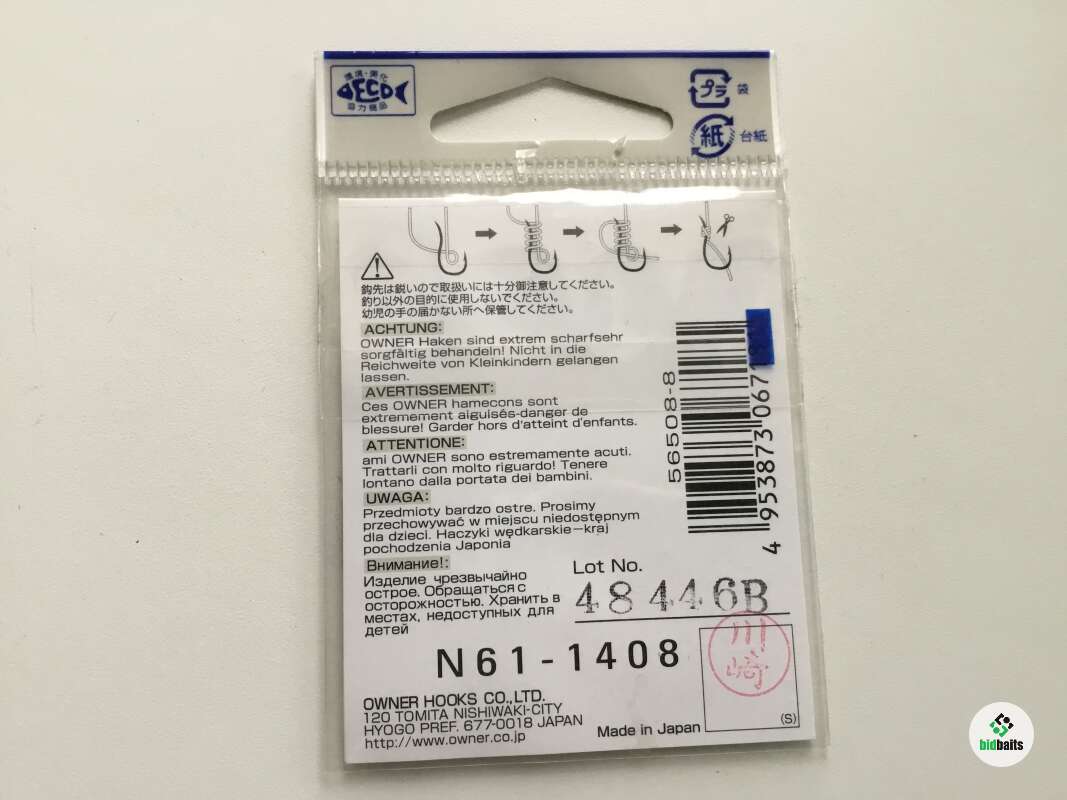 環境・美化
ECO
協力商品
プラ 袋
紙 台紙
鈎先は鋭いので取扱いには十分御注意してください。
釣り以外の目的に使用しないでください。
幼児の手の届かない所へ保管してください。
ACHTUNG:
OWNER Haken sind extrem scharfsehr
sorgfältig behandeln! Nicht in die
Reichweite von Kleinkindern gelangen
lassen.
AVERTISSEMENT:
Ces OWNER hamecons sont
extremement aiguisés-danger de
blessure! Garder hors d'atteint d'enfants.
ATTENTIONE:
ami OWNER sono estremamente acuti.
Trattarli con molto riguardo! Tenere
lontano dalla portata dei bambini.
UWAGA:
Przedmioty bardzo ostre. Prosimy
przechowywać w miejscu niedostępnym
dla dzieci. Haczyki wędkarskie-kraj
pochodzenia Japonia
Внимание!:
Изделие чрезвычайно
острое. Обращаться с
осторожностью. Хранить в
местах, недоступных для
детей
56508-8
4 953873 067
Lot No.
48446B
川崎
N61-1408
OWNER HOOKS CO.,LTD.
120 TOMITA NISHIWAKI-CITY
HYOGO PREF. 677-0018 JAPAN
http://www.owner.co.jp
Made in Japan
(S)
bidbaits